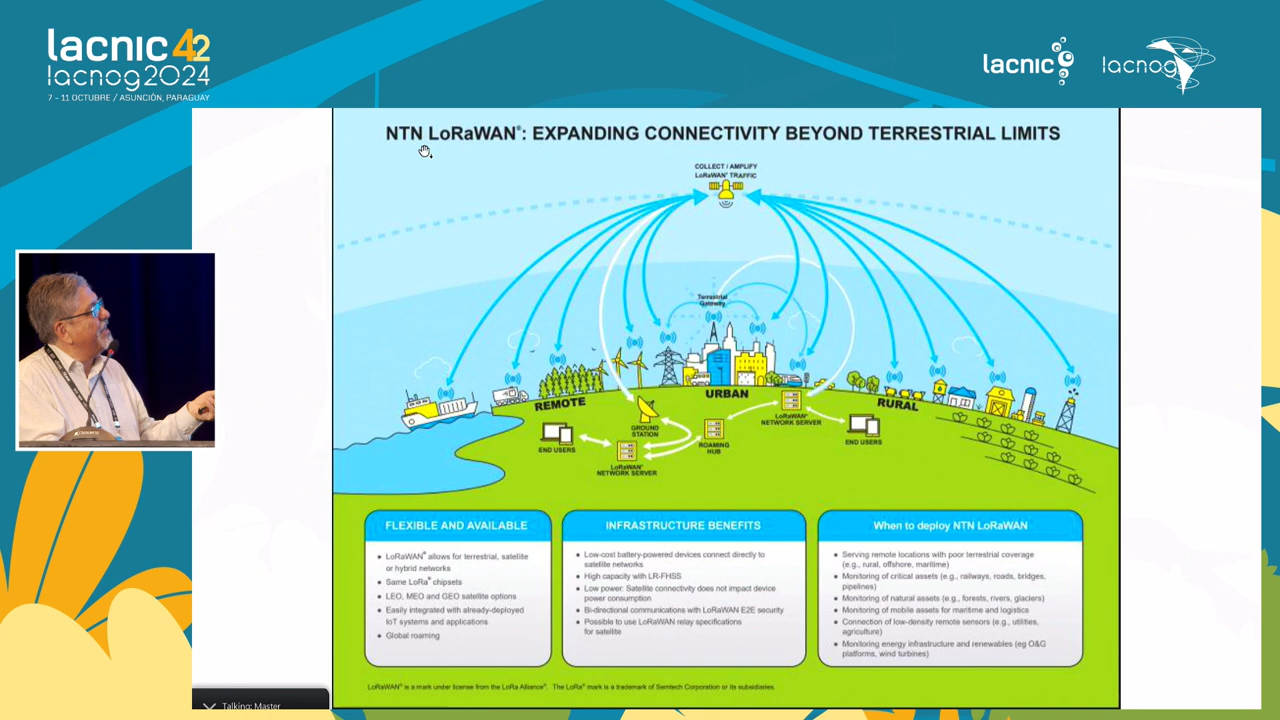 lacnic 42
lacnog2024
7 - 11 OCTUBRE / ASUNCIÓN, PARAGUAY
lacnic
lacnog
NTN LoRaWAN®: EXPANDING CONNECTIVITY BEYOND TERRESTRIAL LIMITS
COLLECT / AMPLIFY
LoRaWAN® TRAFFIC
Terrestrial
Gateway
REMOTE
URBAN
RURAL
GROUND
STATION
END USERS
LoRaWAN®
NETWORK SERVER
ROAMING
HUB
LoRaWAN®
NETWORK SERVER
END USERS
FLEXIBLE AND AVAILABLE
• LoRaWAN® allows for terrestrial, satellite
or hybrid networks
• Same LoRa® chipsets
• LEO, MEO and GEO satellite options
• Easily integrated with already-deployed
IoT systems and applications
• Global roaming
INFRASTRUCTURE BENEFITS
• Low-cost battery-powered devices connect directly to
satellite networks
• High capacity with LR-FHSS
• Low power: Satellite connectivity does not impact device
power consumption
• Bi-directional communications with LoRaWAN E2E security
• Possible to use LoRaWAN relay specifications
for satellite
When to deploy NTN LoRaWAN
• Serving remote locations with poor terrestrial coverage
(e.g., rural, offshore, maritime)
• Monitoring of critical assets (e.g., railways, roads, bridges,
pipelines)
• Monitoring of natural assets (e.g., forests, rivers, glaciers)
• Monitoring of mobile assets for maritime and logistics
• Connection of low-density remote sensors (e.g., utilities,
agriculture)
• Monitoring energy infrastructure and renewables (eg O&G
platforms, wind turbines)
LoRaWAN® is a mark under license from the LoRa Alliance®. The LoRa® mark is a trademark of Semtech Corporation or its subsidiaries.
Talking: Master